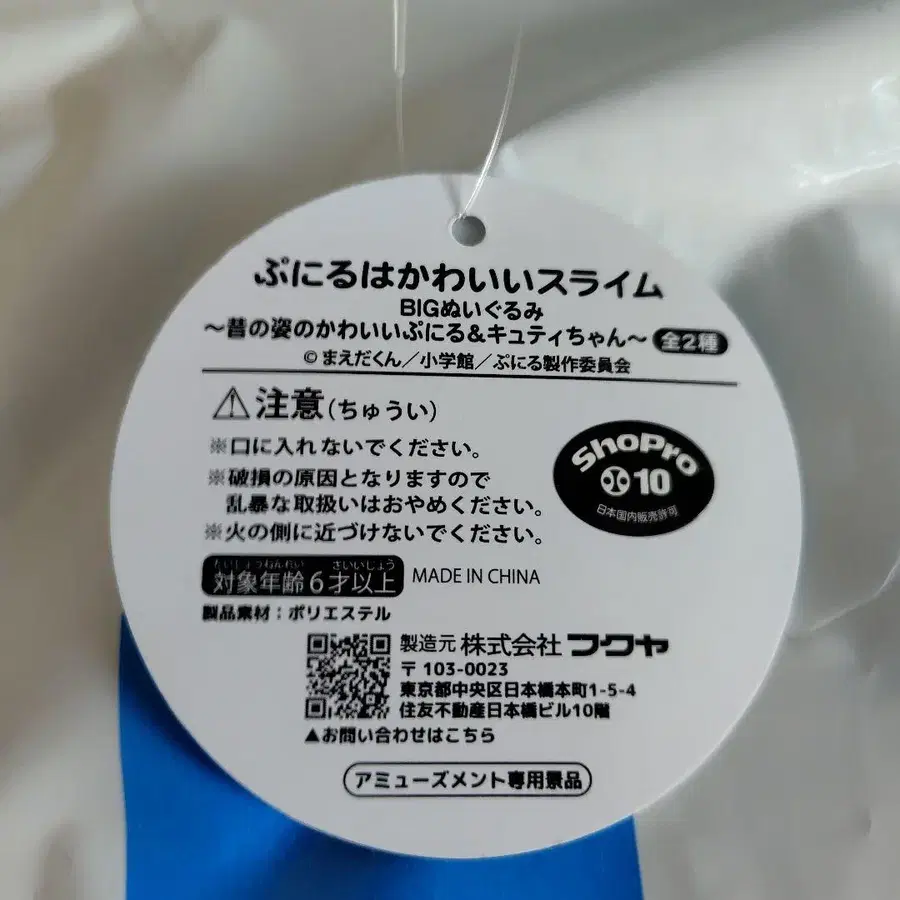 ぷにるはかわいいスライム
BIGぬいぐるみ
～昔の姿のかわいいぷにる&キュティちゃん～ 全2種
©まえだくん／小学館／ぷにる製作委員会
⚠注意(ちゅうい)
※口に入れないでください。
※破損の原因となりますので
乱暴な取扱いはおやめください。
※火の側に近づけないでください。
ShoPro
10
日本国内販売許可
たいしょうねんれい さいいじょう
対象年齢6才以上 MADE IN CHINA
製品素材：ポリエステル
製造元 株式会社フクヤ
〒103-0023
東京都中央区日本橋本町1-5-4
住友不動産日本橋ビル10階
▲お問い合わせはこちら
アミューズメント専用景品